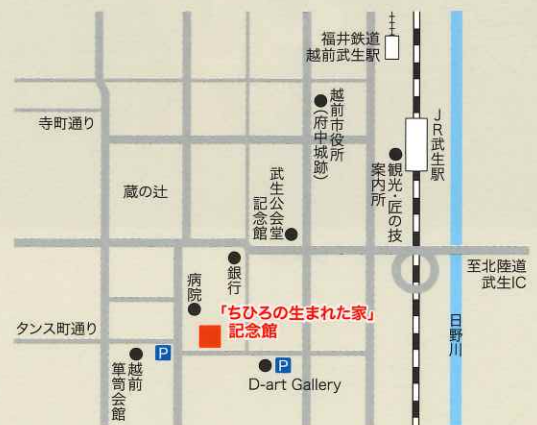 福井鉄道
越前武生駅
越前市役所
(府中城跡)
JR武生駅
寺町通り
観光・匠の技
案内所
蔵の辻
武生公会堂
記念館
至北陸道
武生IC
銀行
病院
「ちひろの生まれた家」
記念館
タンス町通り
日野川
P
越前
箪笥会館
P
D-art Gallery